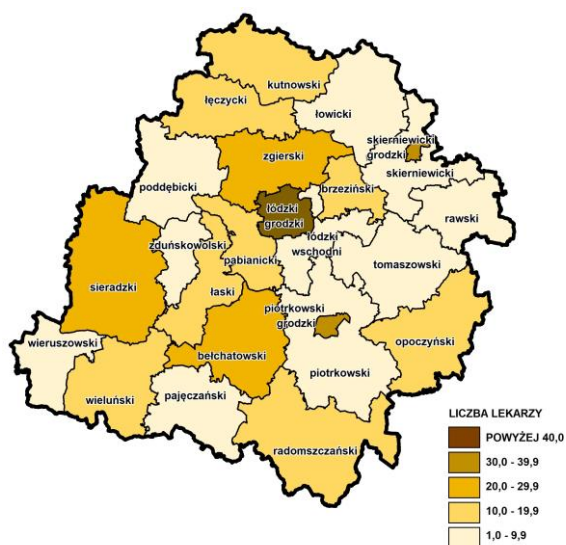 kutnowski
łęczycki
łowicki
skierniewicki
grodzki
skierniewicki
zgierski
brzeziński
poddębicki
łódzki
grodzki
rawski
łódzki
wschodni
zduńskowolski
pabianicki
tomaszowski
sieradzki
łaski
piotrkowski
grodzki
opoczyński
wieruszowski
bełchatowski
piotrkowski
wieluński
pajęczański
radomszczański
LICZBA LEKARZY
POWYŻEJ 40,0
30,0 - 39,9
20,0 - 29,9
10,0 - 19,9
1,0 - 9,9